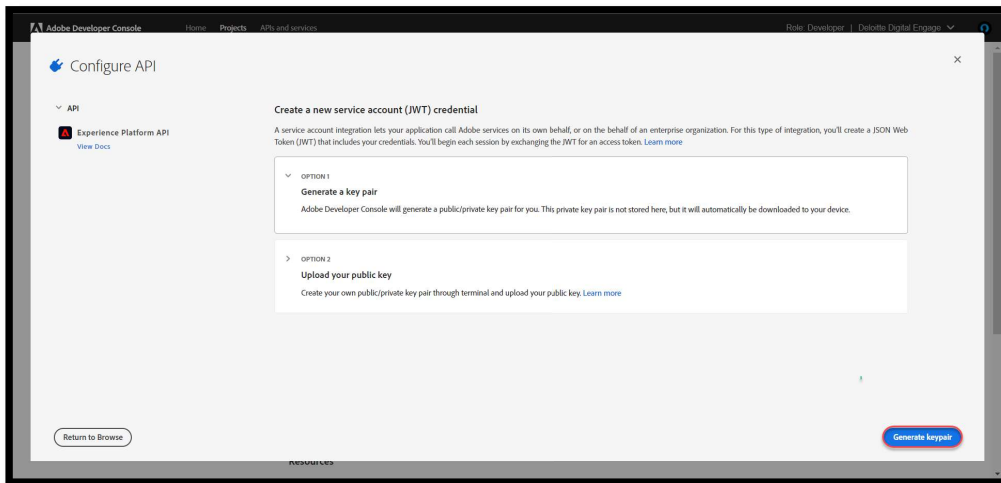 Adobe Developer Console Home Projects APIs and services Role: Developer | Deloitte Digital Engage
Configure API
API
Experience Platform API
View Docs
Create a new service account (JWT) credential
A service account integration lets your application call Adobe services on its own behalf, or on the behalf of an enterprise organization. For this type of integration, you'll create a JSON Web
Token (JWT) that includes your credentials. You'll begin each session by exchanging the JWT for an access token. Learn more
OPTION 1
Generate a key pair
Adobe Developer Console will generate a public/private key pair for you. This private key pair is not stored here, but it will automatically be downloaded to your device.
OPTION 2
Upload your public key
Create your own public/private key pair through terminal and upload your public key. Learn more
Return to Browse
Generate keypair
Resources